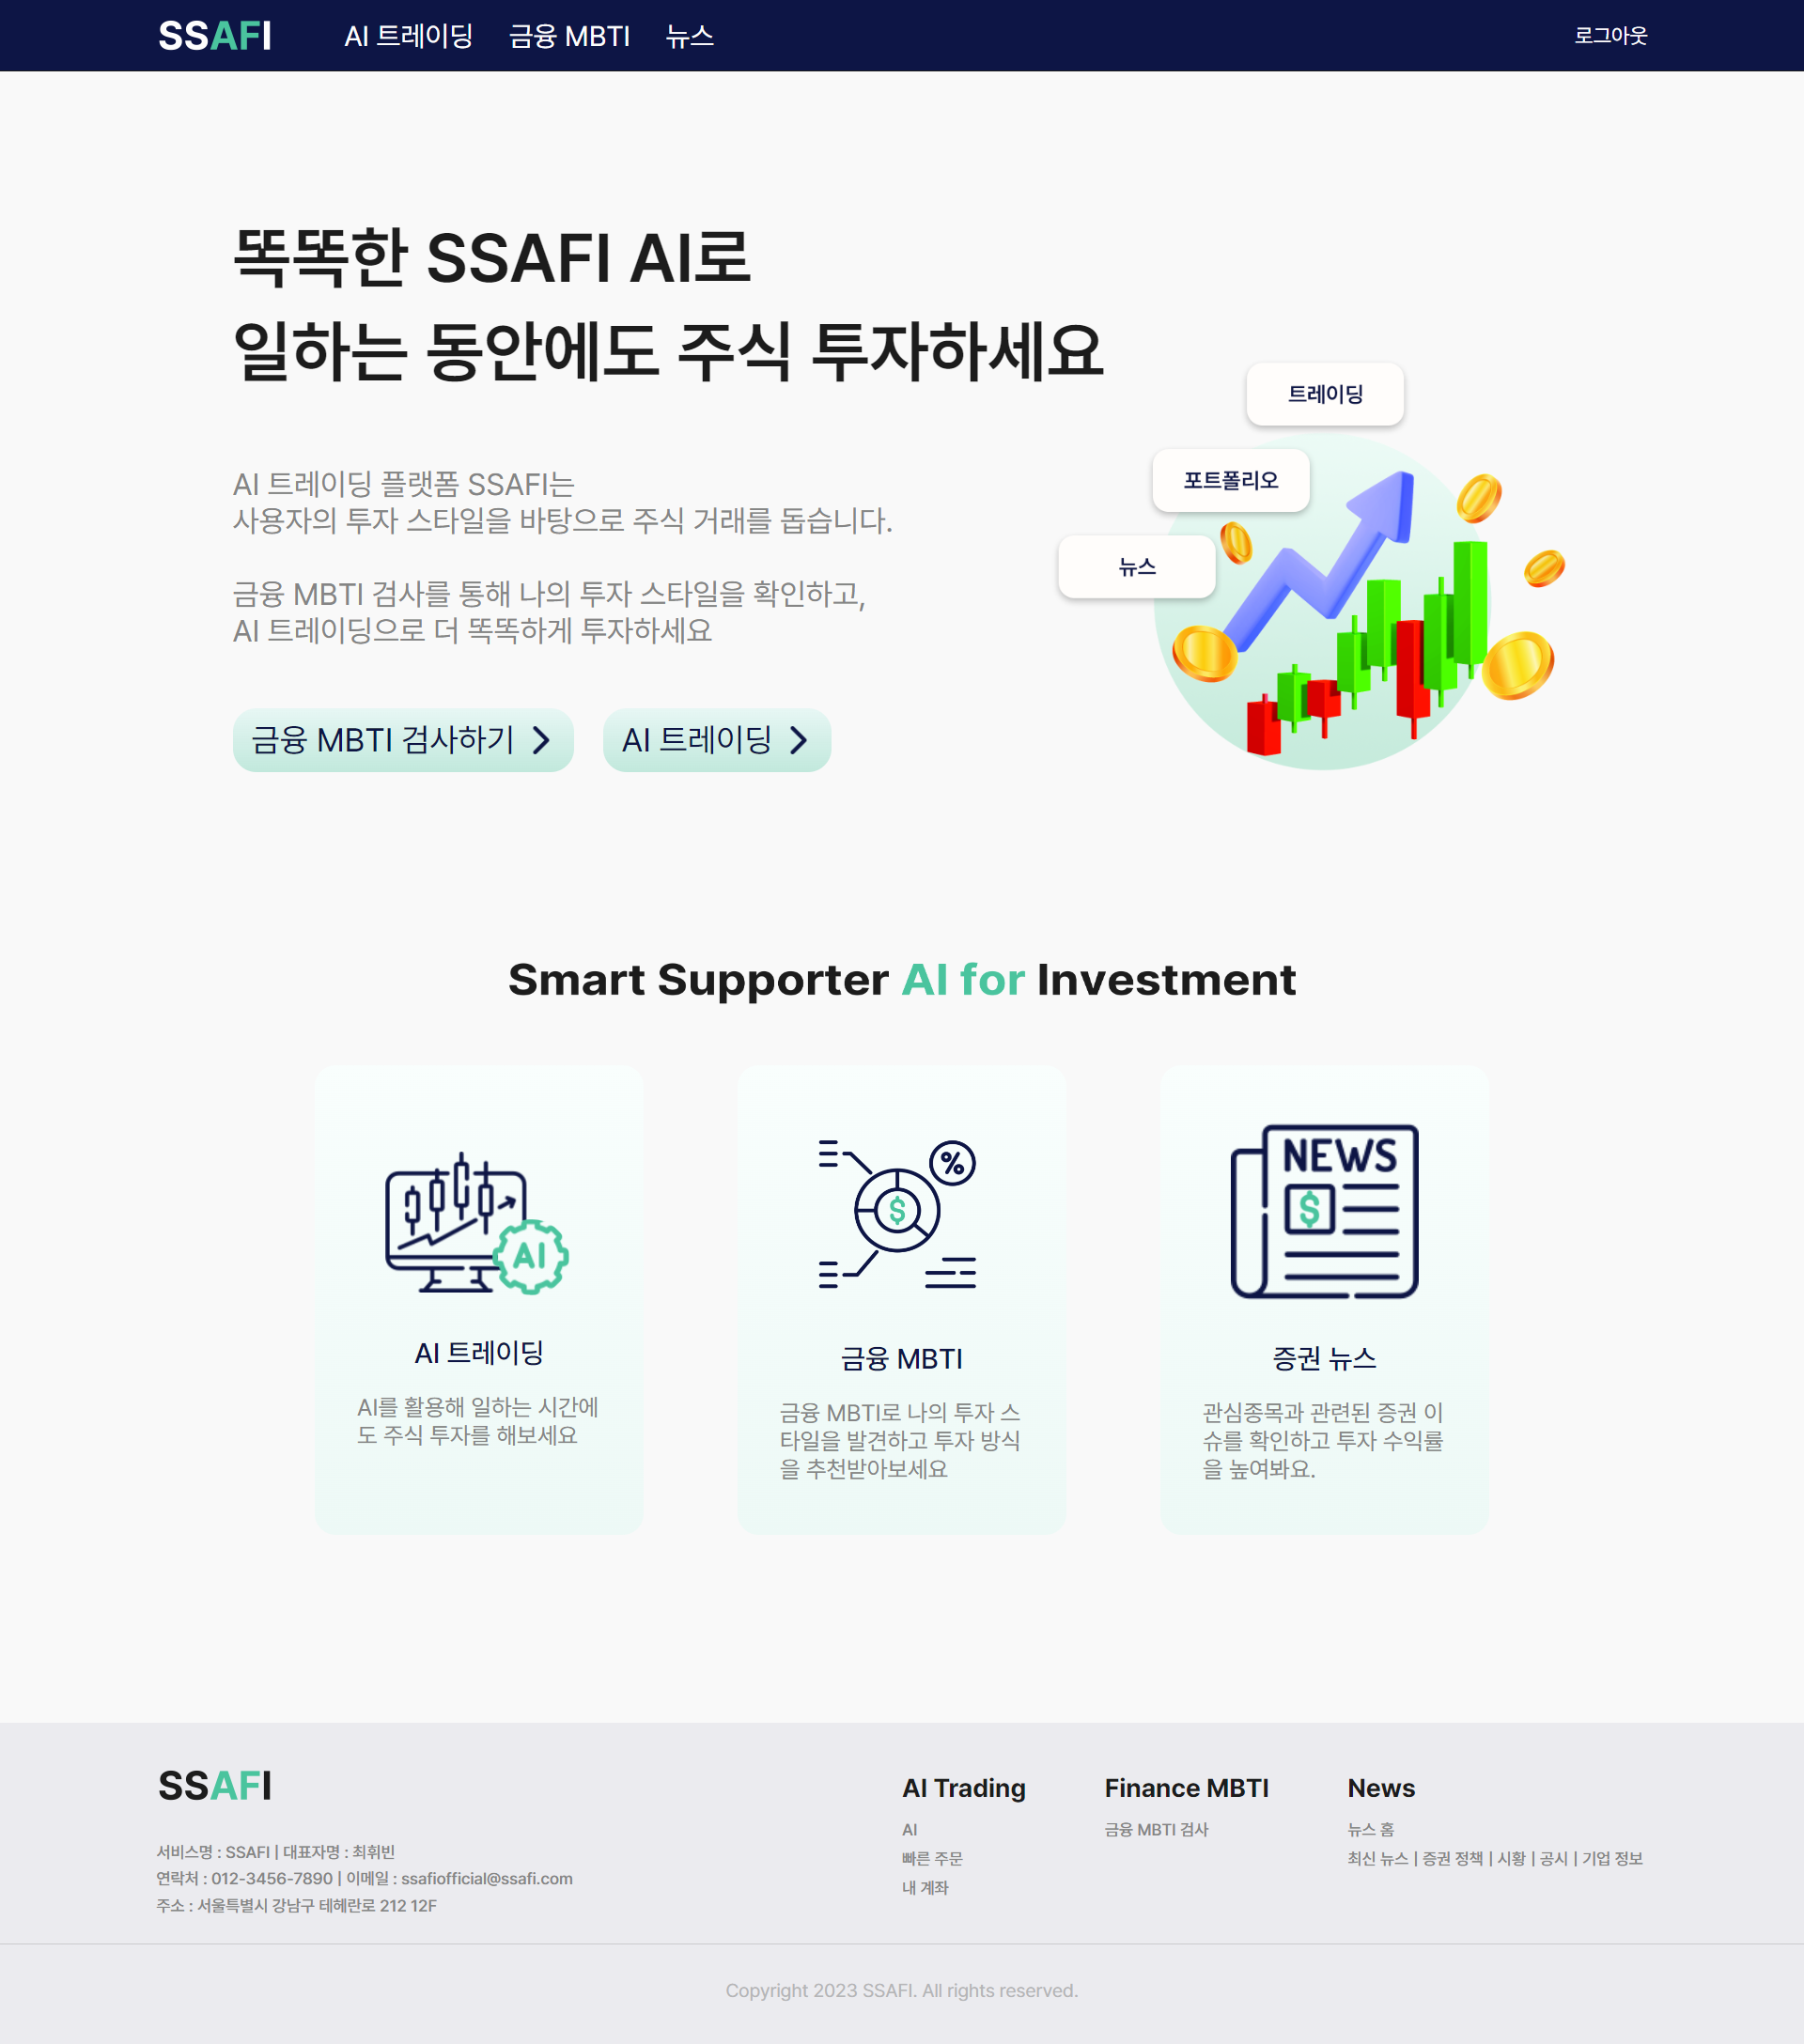 SSAFI AI 트레이딩 금융 MBTI 뉴스 로그아웃
똑똑한 SSAFI AI로
일하는 동안에도 주식 투자하세요
AI 트레이딩 플랫폼 SSAFI는
사용자의 투자 스타일을 바탕으로 주식 거래를 돕습니다.
금융 MBTI 검사를 통해 나의 투자 스타일을 확인하고,
AI 트레이딩으로 더 똑똑하게 투자하세요
금융 MBTI 검사하기 AI 트레이딩
트레이딩
포트폴리오
뉴스
Smart Supporter AI for Investment
AI
AI 트레이딩
AI를 활용해 일하는 시간에
도 주식 투자를 해보세요
%
$
금융 MBTI
금융 MBTI로 나의 투자 스
타일을 발견하고 투자 방식
을 추천받아보세요
NEWS
$
증권 뉴스
관심종목과 관련된 증권 이
슈를 확인하고 투자 수익률
을 높여봐요.
SSAFI
서비스명 : SSAFI | 대표자명 : 최휘빈
연락처 : 012-3456-7890 | 이메일 : ssafiofficial@ssafi.com
주소 : 서울특별시 강남구 테헤란로 212 12F
AI Trading
AI
빠른 주문
내 계좌
Finance MBTI
금융 MBTI 검사
News
뉴스 홈
최신 뉴스 | 증권 정책 | 시황 | 공시 | 기업 정보
Copyright 2023 SSAFI. All rights reserved.